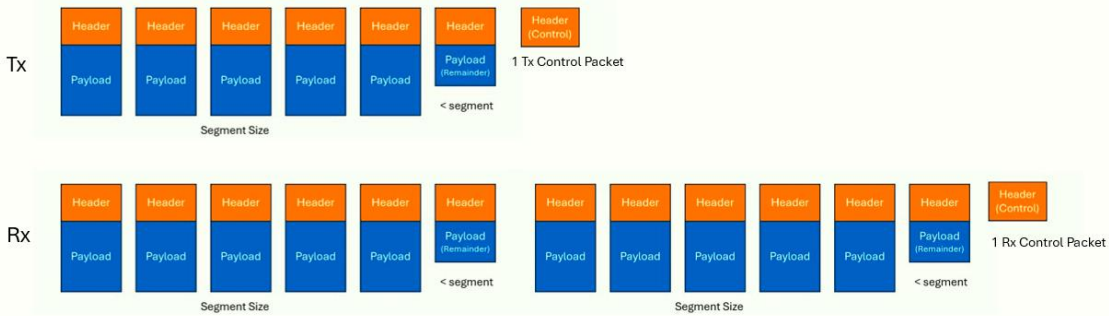 Header Header Header Header Header Header Header
(Control)
Tx
Payload Payload Payload Payload Payload Payload
(Remainder)
1 Tx Control Packet
< segment
Segment Size
Header Header Header Header Header Header Header Header Header Header Header Header Header
(Control)
Rx
Payload Payload Payload Payload Payload Payload Payload Payload Payload Payload Payload Payload
(Remainder) (Remainder)
1 Rx Control Packet
< segment < segment
Segment Size Segment Size